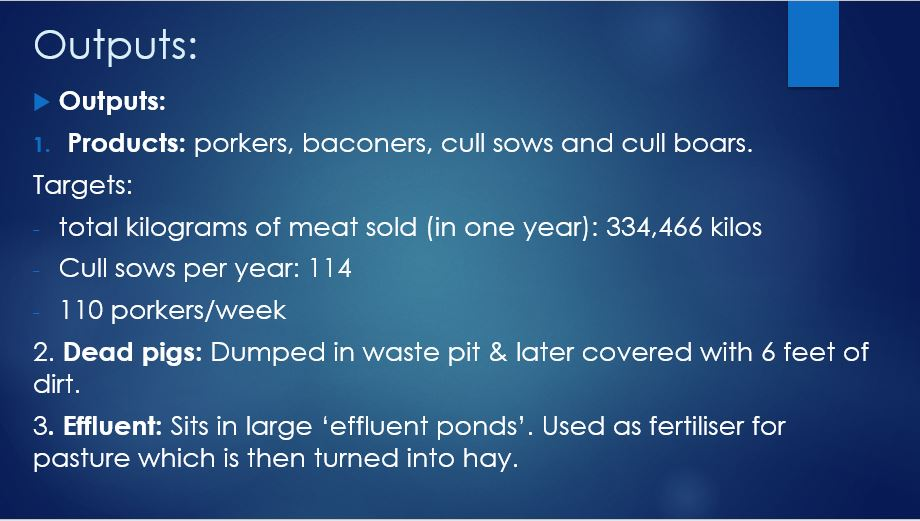 Outputs:
Outputs:
1. Products: porkers, baconers, cull sows and cull boars.
Targets:
- total kilograms of meat sold (in one year): 334,466 kilos
- Cull sows per year: 114
- 110 porkers/week
2. Dead pigs: Dumped in waste pit & later covered with 6 feet of
dirt.
3. Effluent: Sits in large ‘effluent ponds’. Used as fertiliser for
pasture which is then turned into hay.